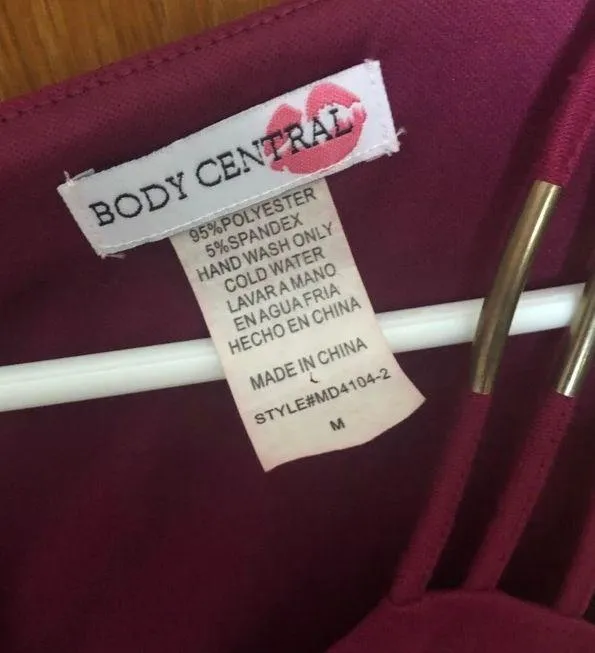 BODY CENTRAL
95%POLYESTER
5%SPANDEX
HAND WASH ONLY
COLD WATER
LAVAR A MANO
EN AGUA FRIA
HECHO EN CHINA
MADE IN CHINA
L
STYLE#MD4104-2
M